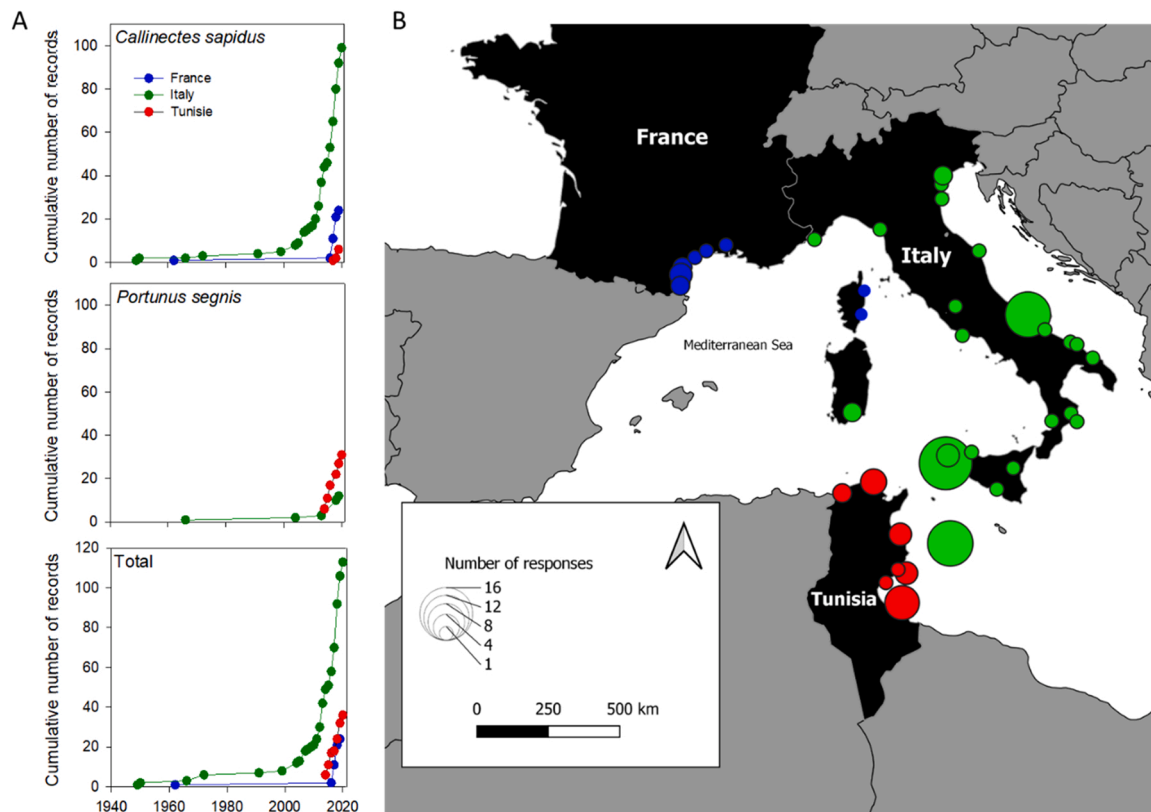 A
Callinectes sapidus
France
Italy
Tunisie
Cumulative number of records
100
80
60
40
20
0
Portunus segnis
Cumulative number of records
100
80
60
40
20
0
Total
Cumulative number of records
120
100
80
60
40
20
0
1940
1960
1980
2000
2020
B
France
Italy
Mediterranean Sea
Tunisia
Number of responses
16
12
8
4
1
0
250
500 km